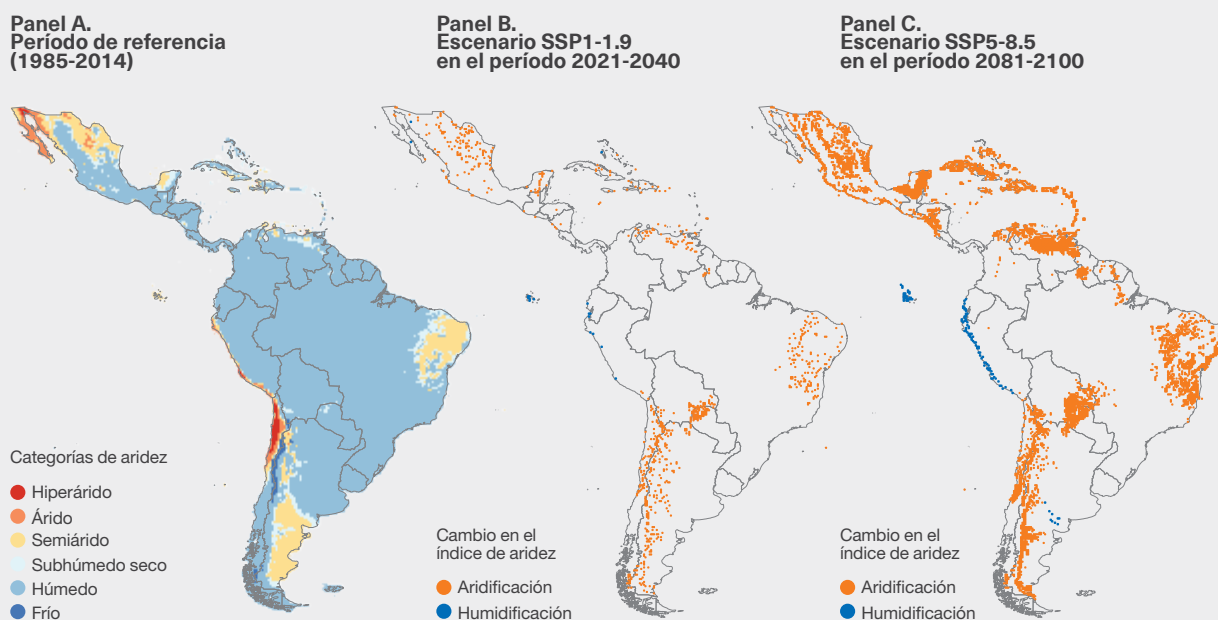 Panel A.
Período de referencia
(1985-2014)
Panel B.
Escenario SSP1-1.9
en el período 2021-2040
Panel C.
Escenario SSP5-8.5
en el período 2081-2100
Categorías de aridez
Hiperárido
Árido
Semiárido
Subhúmedo seco
Húmedo
Frío
Cambio en el
índice de aridez
Aridificación
Humidificación
Cambio en el
índice de aridez
Aridificación
Humidificación